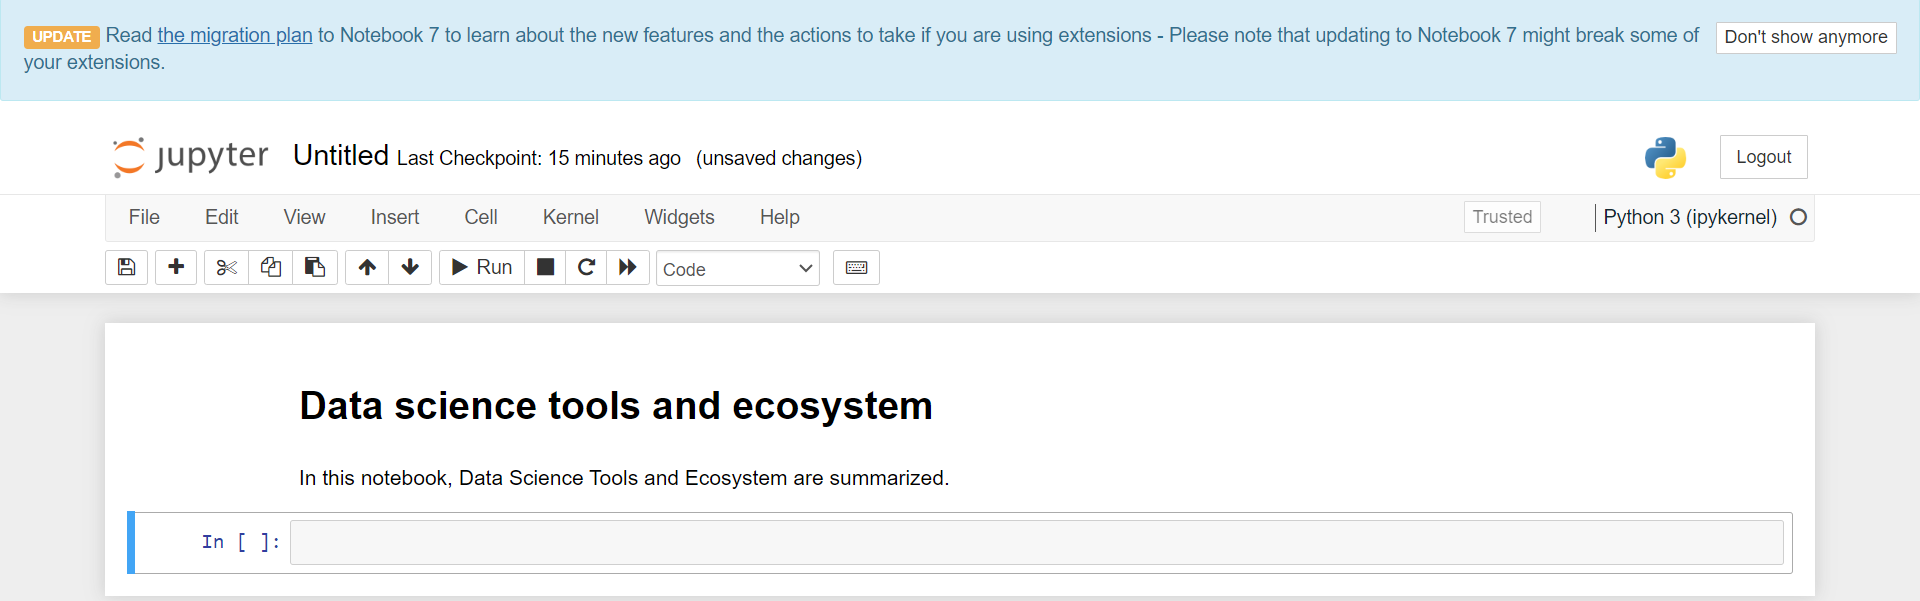 UPDATE Read the migration plan to Notebook 7 to learn about the new features and the actions to take if you are using extensions - Please note that updating to Notebook 7 might break some of
your extensions.
Don't show anymore
jupyter Untitled Last Checkpoint: 15 minutes ago (unsaved changes)
Logout
File Edit View Insert Cell Kernel Widgets Help
Trusted
Python 3 (ipykernel)
Run
Code
Data science tools and ecosystem
In this notebook, Data Science Tools and Ecosystem are summarized.
In [ ]: